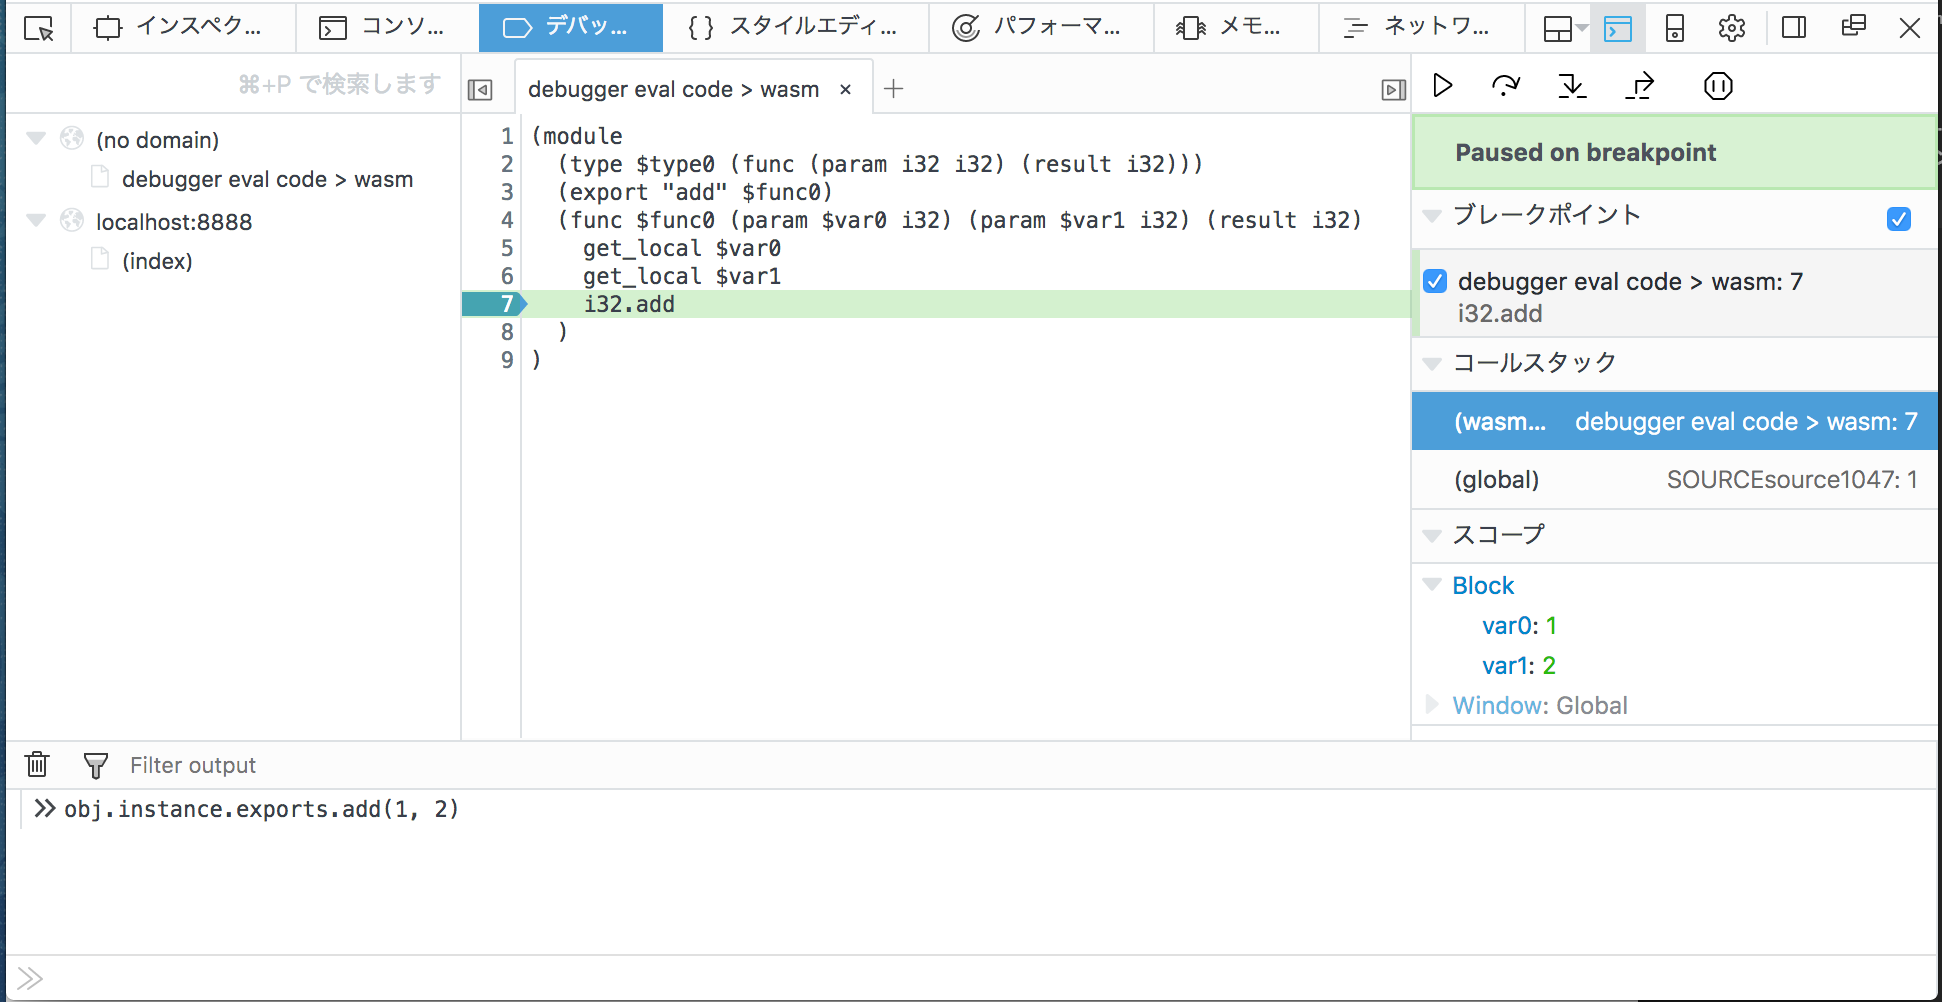 インスペク... コンソ... デバッ... スタイルエディ... パフォーマ... メモ... ネットワ...
⌘+P で検索します
(no domain)
debugger eval code > wasm
localhost:8888
(index)
debugger eval code > wasm ×
1 (module
2 (type $type0 (func (param i32 i32) (result i32)))
3 (export "add" $func0)
4 (func $func0 (param $var0 i32) (param $var1 i32) (result i32)
5 get_local $var0
6 get_local $var1
7 i32.add
8 )
9 )
Paused on breakpoint
ブレークポイント
debugger eval code > wasm: 7
i32.add
コールスタック
(wasm... debugger eval code > wasm: 7
(global) SOURCEsource1047: 1
スコープ
Block
var0: 1
var1: 2
Window: Global
Filter output
obj.instance.exports.add(1, 2)